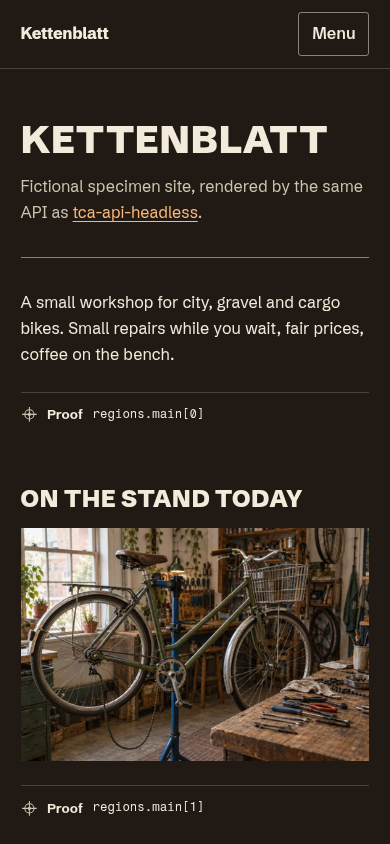 Kettenblatt
Menu
KETTENBLATT
Fictional specimen site, rendered by the same
API as tca-api-headless.
A small workshop for city, gravel and cargo
bikes. Small repairs while you wait, fair prices,
coffee on the bench.
Proof regions.main[0]
ON THE STAND TODAY
Proof regions.main[1]